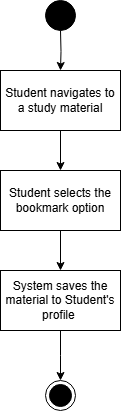 Student navigates to
a study material
Student selects the
bookmark option
System saves the
material to Student's
profile